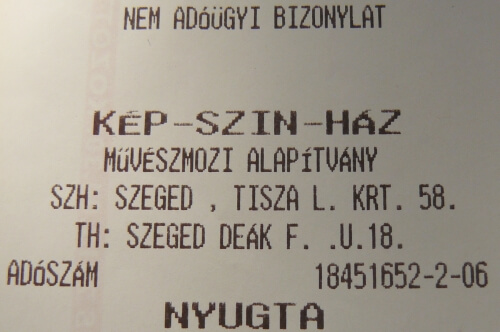 NEM ADóÜGYI BIZONYLAT
KÉP-SZIN-HÁZ
MűVÉSZMOZI ALAPíTVÁNY
SZH: SZEGED , TISZA L. KRT. 58.
TH: SZEGED DEÁK F. .U.18.
ADóSZÁM 18451652-2-06
NYUGTA